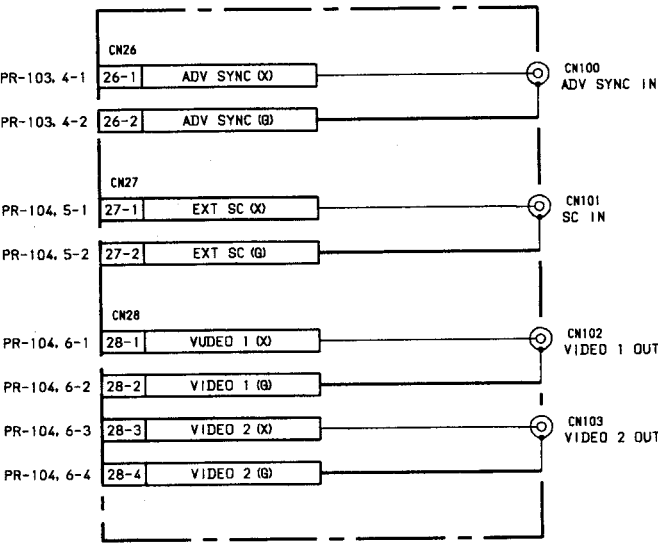 CN26
PR-103, 4-1 26-1 ADV SYNC (X) CN100
ADV SYNC IN
PR-103, 4-2 26-2 ADV SYNC (G)
CN27
PR-104, 5-1 27-1 EXT SC (X) CN101
SC IN
PR-104, 5-2 27-2 EXT SC (G)
CN28
PR-104, 6-1 28-1 VUDEO 1 (X) CN102
VIDEO 1 OUT
PR-104, 6-2 28-2 VIDEO 1 (G)
PR-104, 6-3 28-3 VIDEO 2 (X) CN103
VIDEO 2 OUT
PR-104, 6-4 28-4 VIDEO 2 (G)